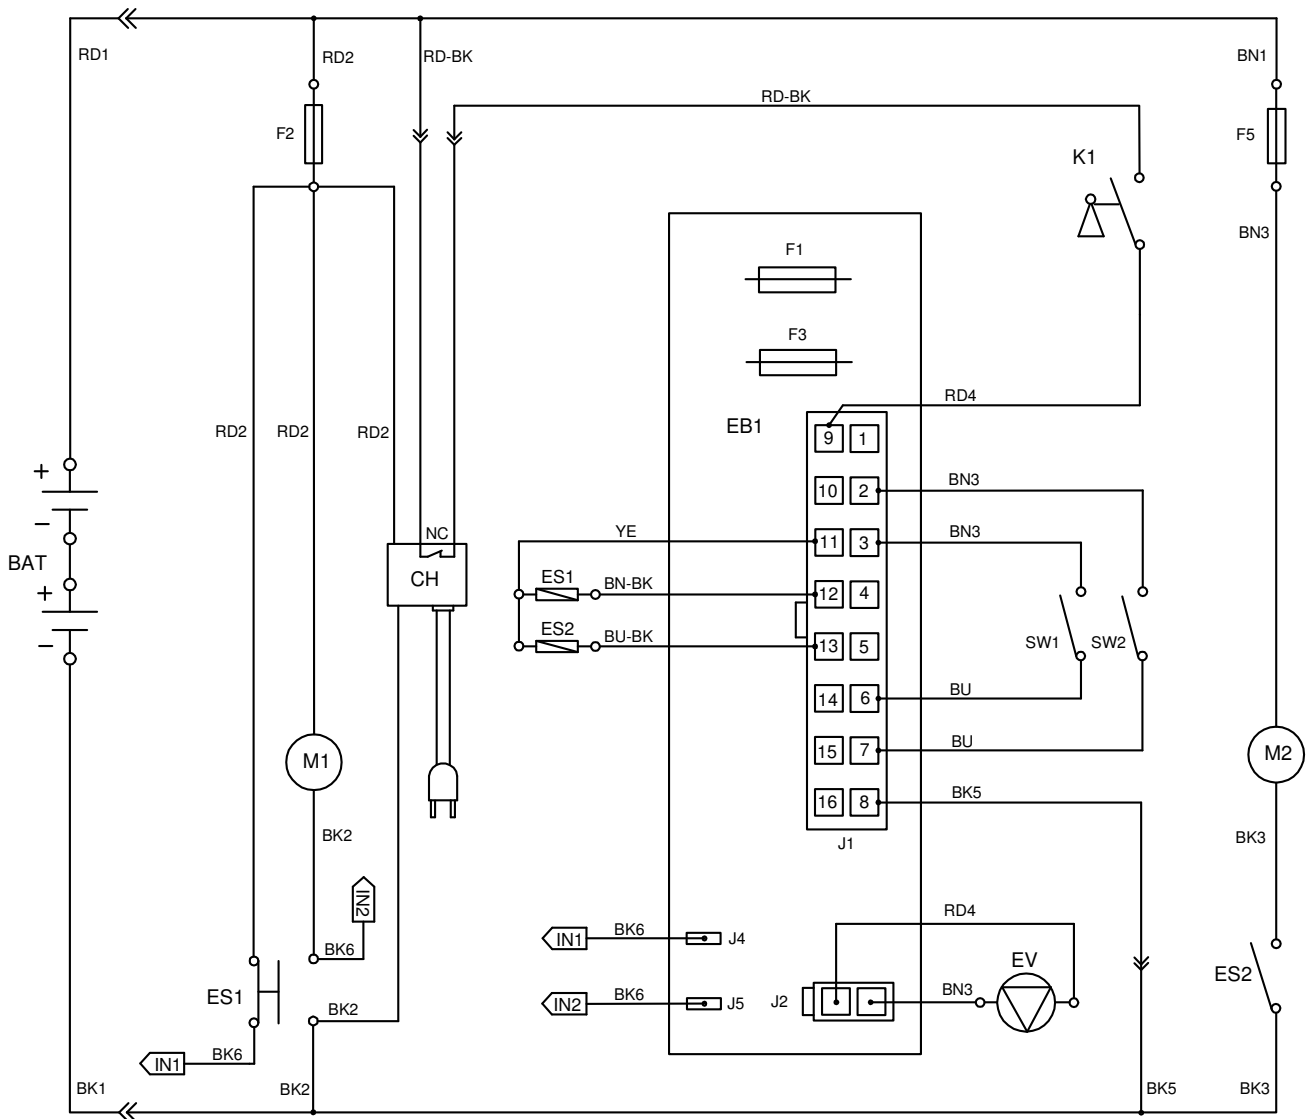 RD1
RD2
RD-BK
BN1
RD-BK
F2
F5
K1
BN3
F1
F3
RD4
EB1
RD2
RD2
RD2
9 1
BN3
10 2
+
−
NC
YE
BN3
11 3
BAT
CH
ES1
BN-BK
12 4
+
ES2
BU-BK
13 5
SW1
SW2
−
BU
14 6
BU
15 7
M1
M2
BK5
16 8
J1
BK2
BK3
IN2
RD4
IN1
BK6
J4
BK6
EV
ES2
ES1
BN3
IN2
BK6
J5
J2
BK2
BK6
IN1
BK1
BK2
BK5
BK3